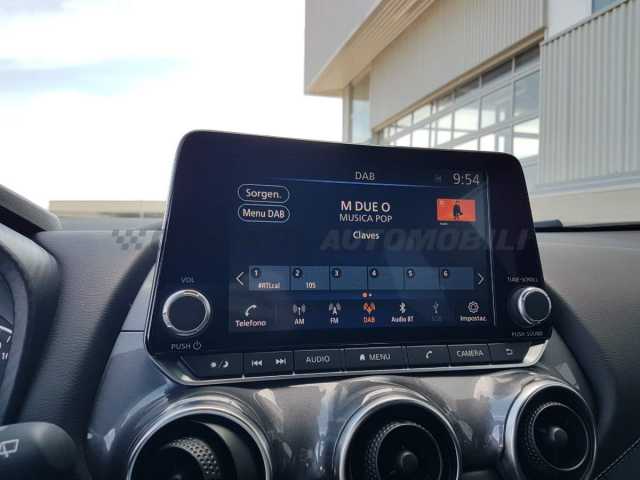 DAB
9:54
Sorgen.
Menu DAB
M DUE O
MUSICA POP
Claves
AUTOMOBILI
1 2 3 4 5 6
#RTLcal 105
Telefono AM FM DAB Audio BT USB Impostaz.
VOL
TUNE•SCROLL
PUSH
PUSH SOUND
AUDIO MENU CAMERA